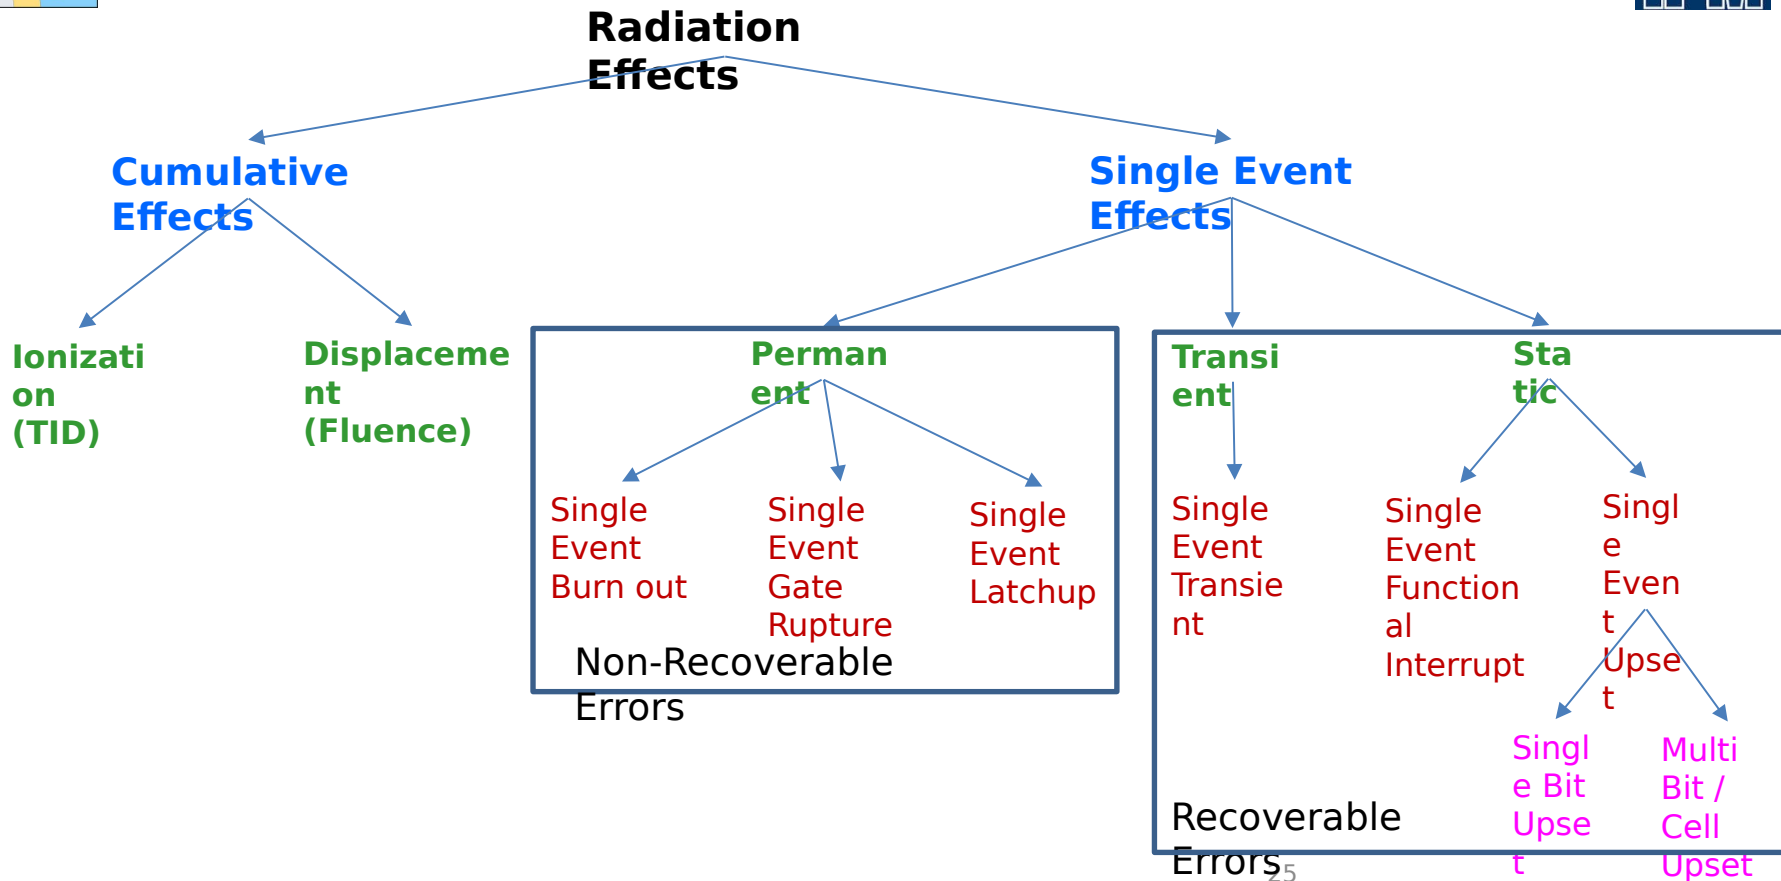 Radiation
Effects
Cumulative
Effects
Single Event
Effects
Ionizati
on
(TID)
Displaceme
nt
(Fluence)
Perman
ent
Transi
ent
Sta
tic
Single
Event
Burn out
Single
Event
Gate
Rupture
Single
Event
Latchup
Non-Recoverable
Errors
Single
Event
Transie
nt
Single
Event
Function
al
Interrupt
Singl
e
Even
t
Upse
t
Singl
e Bit
Upse
t
Multi
Bit /
Cell
Upset
Recoverable
Errors
25